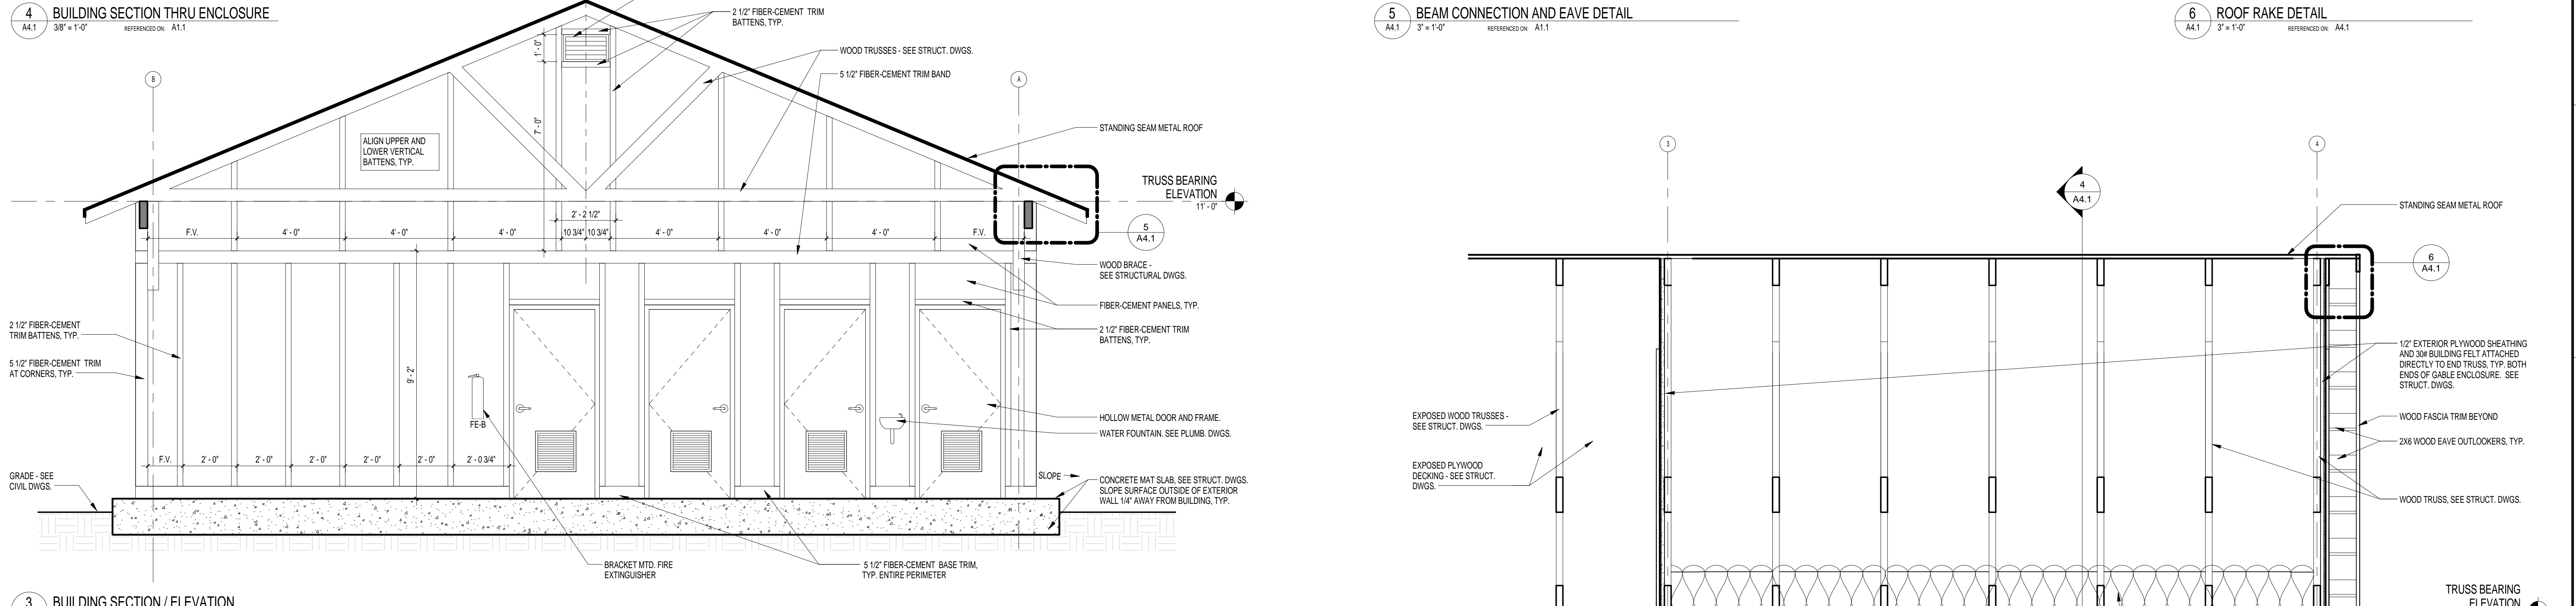 4
A4.1
BUILDING SECTION THRU ENCLOSURE
3/8" = 1'-0"
REFERENCED ON: A1.1
5
A4.1
BEAM CONNECTION AND EAVE DETAIL
3" = 1'-0"
REFERENCED ON: A1.1
6
A4.1
ROOF RAKE DETAIL
3" = 1'-0"
REFERENCED ON: A4.1
B
A
2 1/2" FIBER-CEMENT TRIM
BATTENS, TYP.
WOOD TRUSSES - SEE STRUCT. DWGS.
5 1/2" FIBER-CEMENT TRIM BAND
1' - 0"
7' - 0"
ALIGN UPPER AND
LOWER VERTICAL
BATTENS, TYP.
STANDING SEAM METAL ROOF
TRUSS BEARING
ELEVATION
11' - 0"
5
A4.1
2' - 2 1/2"
F.V.
4' - 0"
4' - 0"
4' - 0"
10 3/4"
10 3/4"
4' - 0"
4' - 0"
4' - 0"
F.V.
WOOD BRACE -
SEE STRUCTURAL DWGS.
FIBER-CEMENT PANELS, TYP.
2 1/2" FIBER-CEMENT TRIM
BATTENS, TYP.
2 1/2" FIBER-CEMENT
TRIM BATTENS, TYP.
5 1/2" FIBER-CEMENT TRIM
AT CORNERS, TYP.
9' - 2"
FE-B
HOLLOW METAL DOOR AND FRAME.
WATER FOUNTAIN. SEE PLUMB. DWGS.
F.V.
2' - 0"
2' - 0"
2' - 0"
2' - 0"
2' - 0"
2' - 0 3/4"
GRADE - SEE
CIVIL DWGS.
SLOPE
CONCRETE MAT SLAB, SEE STRUCT. DWGS.
SLOPE SURFACE OUTSIDE OF EXTERIOR
WALL 1/4" AWAY FROM BUILDING, TYP.
BRACKET MTD. FIRE
EXTINGUISHER
5 1/2" FIBER-CEMENT BASE TRIM,
TYP. ENTIRE PERIMETER
3
BUILDING SECTION / ELEVATION
3
4
4
A4.1
STANDING SEAM METAL ROOF
6
A4.1
1/2" EXTERIOR PLYWOOD SHEATHING
AND 30# BUILDING FELT ATTACHED
DIRECTLY TO END TRUSS, TYP. BOTH
ENDS OF GABLE ENCLOSURE. SEE
STRUCT. DWGS.
EXPOSED WOOD TRUSSES -
SEE STRUCT. DWGS.
WOOD FASCIA TRIM BEYOND
2X6 WOOD EAVE OUTLOOKERS, TYP.
EXPOSED PLYWOOD
DECKING - SEE STRUCT.
DWGS.
WOOD TRUSS, SEE STRUCT. DWGS.
TRUSS BEARING
ELEVATION